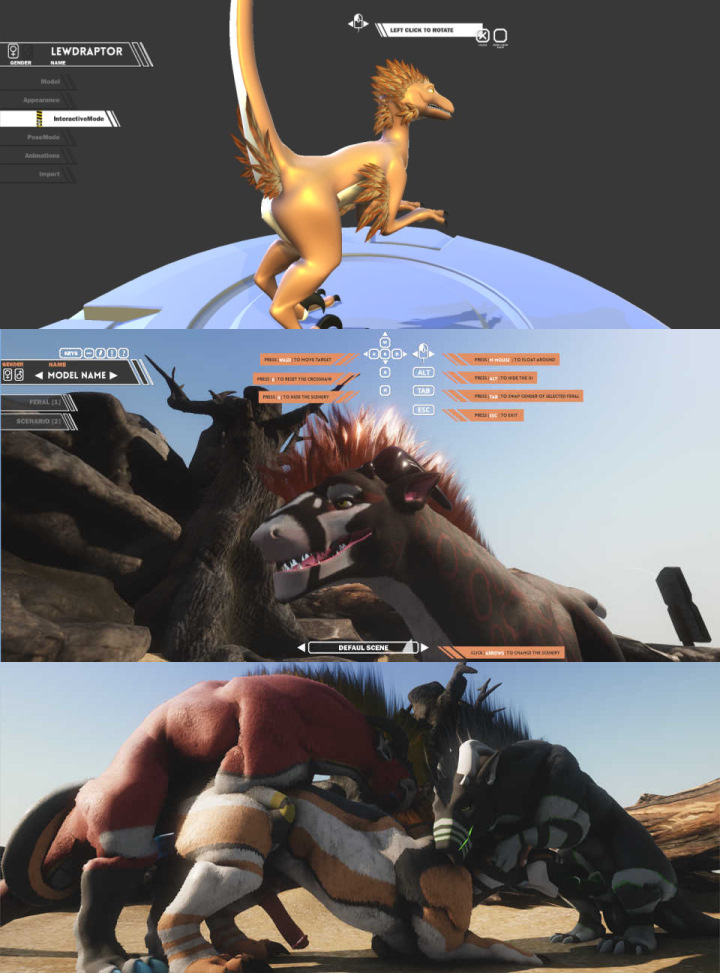 LEFT CLICK TO ROTATE
LEWDRAPTOR
GENDER NAME
Model
Appearance
InteractiveMode
PoseMode
Animations
Import
KEYS
GENDER NAME
MODEL NAME
FERAL [1]
SCENARIO [2]
PRESS WASD TO MOVE TARGET
TO RESET THE CROSSHAIR
TO HIDE THE SCENERY
W
A S D
R
H
ALT
TAB
ESC
PRESS M MOUSE TO FLOAT AROUND
PRESS ALT TO HIDE THE UI
PRESS TAB TO SWAP GENDER OF SELECTED FERAL
PRESS ESC TO EXIT
DEFAUL SCENE
CLICK ARROWS TO CHANGE THE SCENERY